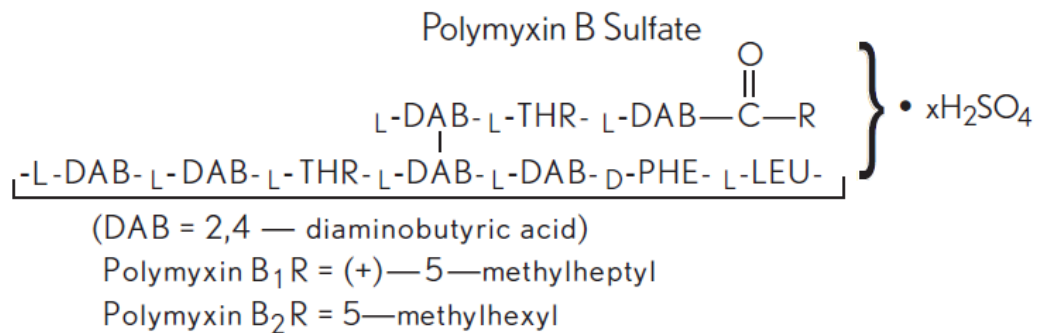 Polymyxin B Sulfate
O
L-DAB- L-THR- L-DAB—C—R } • xH₂SO₄
-L-DAB- L-DAB- L-THR- L-DAB- L-DAB- D-PHE- L-LEU-
(DAB = 2,4 — diaminobutyric acid)
Polymyxin B₁ R = (+)—5—methylheptyl
Polymyxin B₂ R = 5—methylhexyl